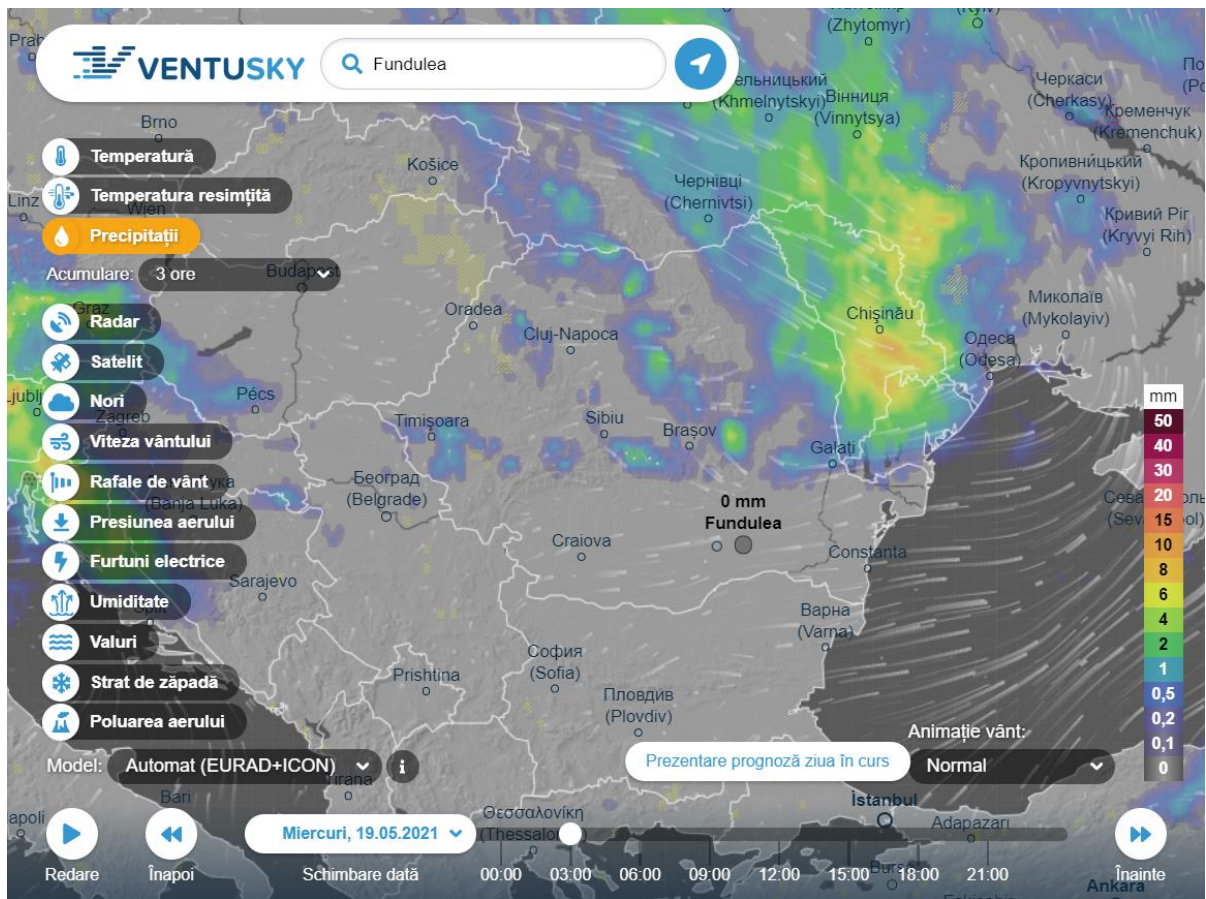 (Zhytomyr)
VENTUSKY
Fundulea
(Khmelnytskyi)
Вінниця
(Vinnytsya)
Черкаси
(Cherkasy)
Кременчук
(Kremenchuk)
Brno
Temperatură
Košice
Кропивни́цький
(Kropyvnytskyi)
Linz
Temperatura resimțită
Wien
Чернівці
(Chernivtsi)
Кривий Ріг
(Kryvyi Rih)
Precipitații
Acumulare: 3 ore
Budapest
Graz
Radar
Oradea
Cluj-Napoca
Chișinău
Миколаїв
(Mykolayiv)
Одеса
(Odesa)
Satelit
Nori
Pécs
Zagreb
Timișoara
Sibiu
Brașov
Galați
mm
50
40
30
20
15
10
8
6
4
2
1
0,5
0,2
0,1
0
Viteza vântului
Rafale de vânt
(Banja Luka)
Београд
(Belgrade)
0 mm
Fundulea
Presiunea aerului
Craiova
Constanța
Furtuni electrice
Sarajevo
Umiditate
Split
Варна
(Varna)
Valuri
София
(Sofia)
Prishtina
Strat de zăpadă
Пловдив
(Plovdiv)
Poluarea aerului
Animație vânt:
Model: Automat (EURAD+ICON) i
Prezentare prognoză ziua în curs
Normal
Tirana
Bari
İstanbul
Θεσσαλονίκη
(Thessaloniki)
Adapazarı
Miercuri, 19.05.2021
Redare
Înapoi
Schimbare dată
00:00 03:00 06:00 09:00 12:00 15:00 18:00 21:00
Bursa
Înainte
Ankara